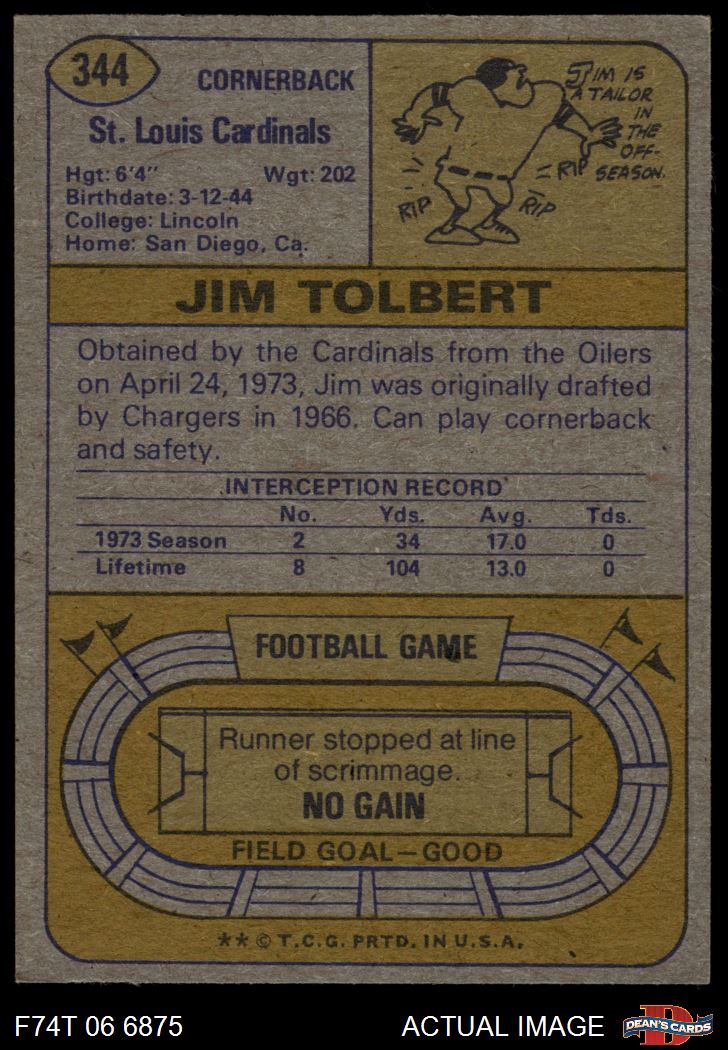 344
CORNERBACK
St. Louis Cardinals
Hgt: 6'4" Wgt: 202
Birthdate: 3-12-44
College: Lincoln
Home: San Diego, Ca.
JIM IS
A TAILOR
IN
THE
OFF-
SEASON.
RIP
RIP
RIP
JIM TOLBERT
Obtained by the Cardinals from the Oilers
on April 24, 1973, Jim was originally drafted
by Chargers in 1966. Can play cornerback
and safety.
INTERCEPTION RECORD
No. Yds. Avg. Tds.
1973 Season 2 34 17.0 0
Lifetime 8 104 13.0 0
FOOTBALL GAME
Runner stopped at line
of scrimmage.
NO GAIN
FIELD GOAL—GOOD
** © T.C.G. PRTD. IN U.S.A.
F74T 06 6875
ACTUAL IMAGE
D
DEAN'S CARDS